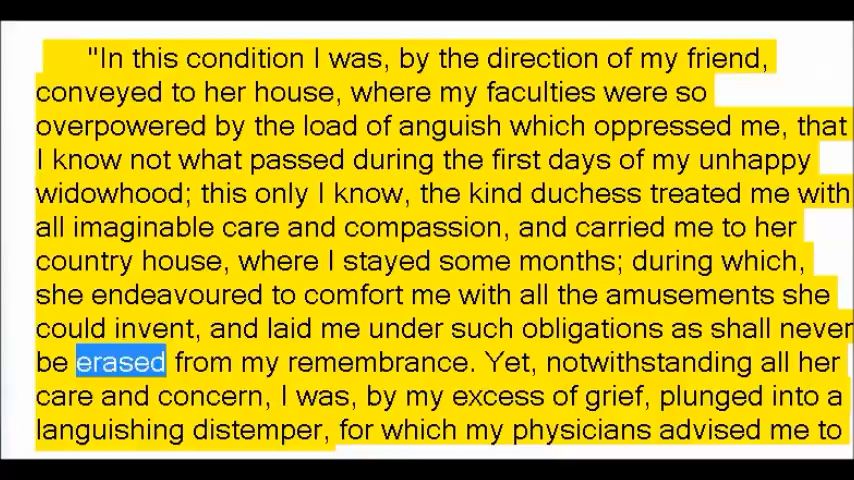 "In this condition I was, by the direction of my friend,
conveyed to her house, where my faculties were so
overpowered by the load of anguish which oppressed me, that
I know not what passed during the first days of my unhappy
widowhood; this only I know, the kind duchess treated me with
all imaginable care and compassion, and carried me to her
country house, where I stayed some months; during which,
she endeavoured to comfort me with all the amusements she
could invent, and laid me under such obligations as shall never
be erased from my remembrance. Yet, notwithstanding all her
care and concern, I was, by my excess of grief, plunged into a
languishing distemper, for which my physicians advised me to